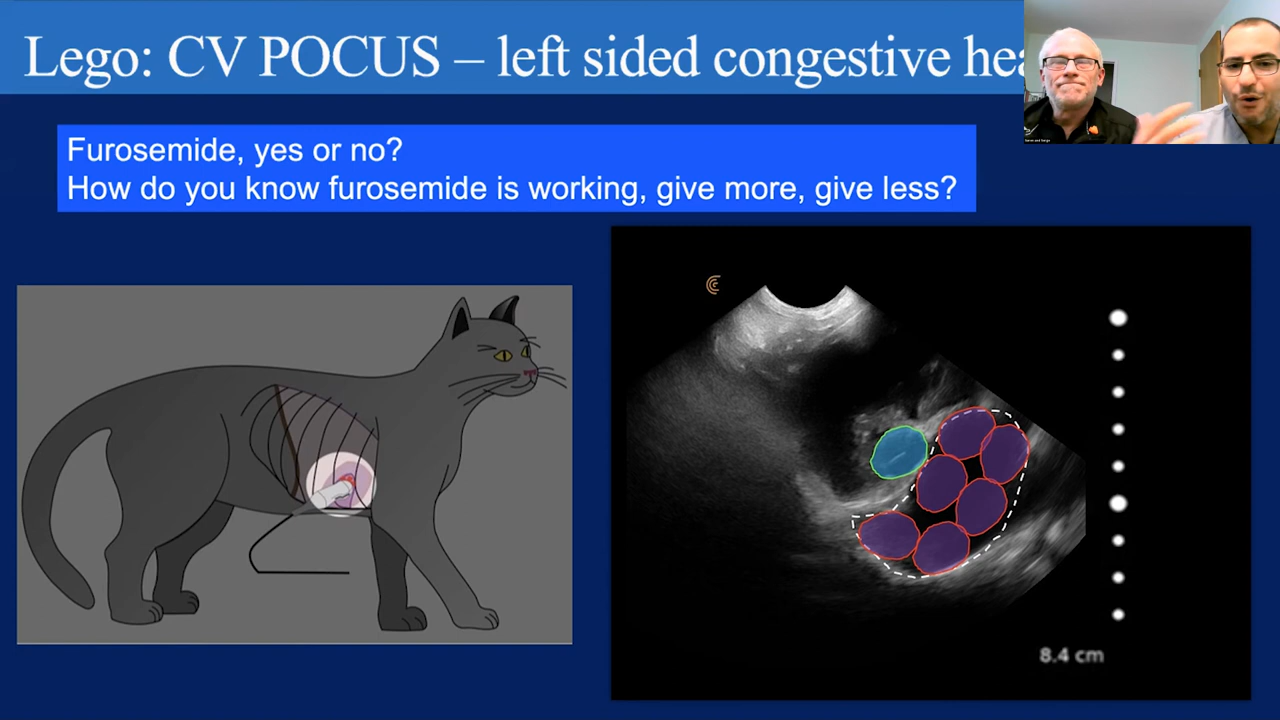 Lego: CV POCUS – left sided congestive hea
Furosemide, yes or no?
How do you know furosemide is working, give more, give less?
8.4 cm